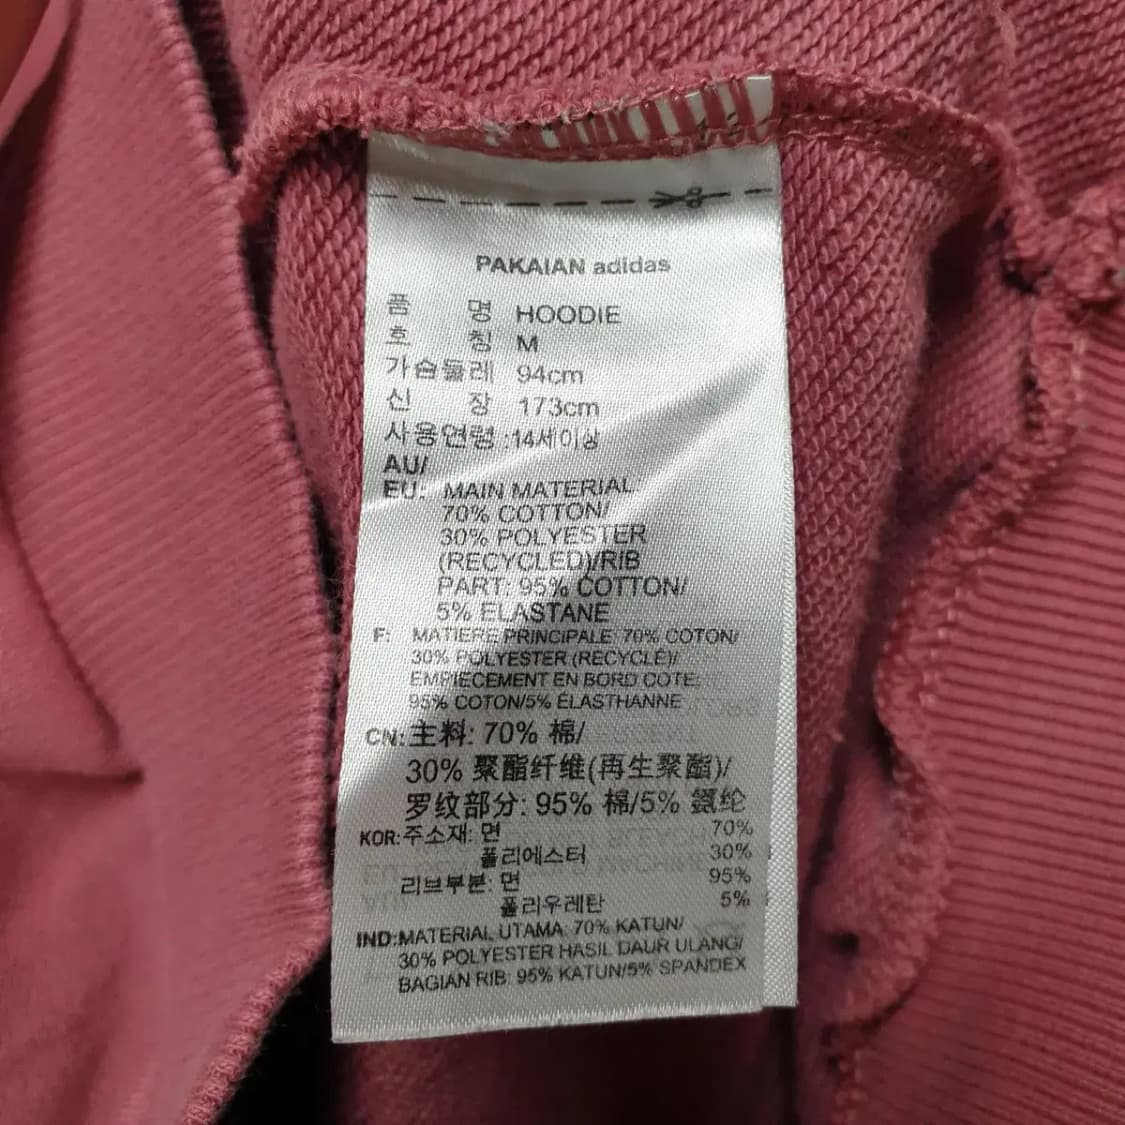 PAKAIAN adidas
품 명 HOODIE
호 칭 M
가슴둘레 94cm
신 장 173cm
사용연령 :14세이상
AU/
EU: MAIN MATERIAL
70% COTTON/
30% POLYESTER
(RECYCLED)/RIB
PART: 95% COTTON/
5% ELASTANE
F: MATIERE PRINCIPALE: 70% COTON/
30% POLYESTER (RECYCLÉ)/
EMPIECEMENT EN BORD COTE:
95% COTON/5% ÉLASTHANNE
CN: 主料: 70% 棉/
30% 聚酯纤维(再生聚酯)/
罗纹部分: 95% 棉/5% 氨纶
KOR: 주소재: 면 70%
폴리에스터 30%
리브부분: 면 95%
폴리우레탄 5%
IND: MATERIAL UTAMA: 70% KATUN/
30% POLYESTER HASIL DAUR ULANG/
BAGIAN RIB: 95% KATUN/5% SPANDEX